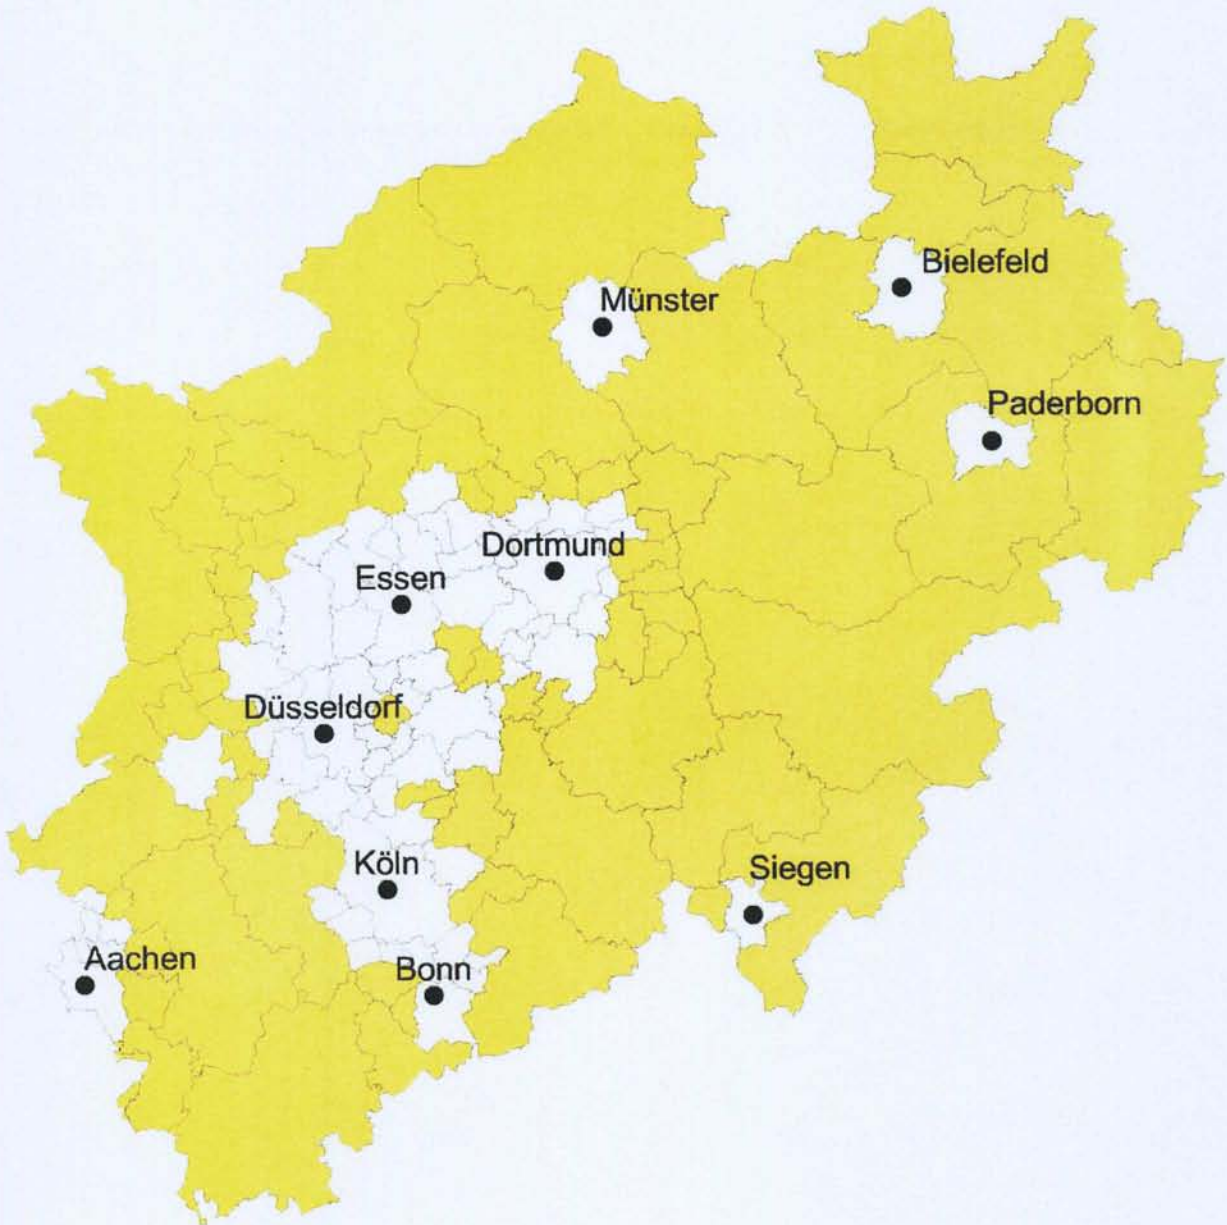 Bielefeld
Münster
Paderborn
Dortmund
Essen
Düsseldorf
Köln
Siegen
Aachen
Bonn